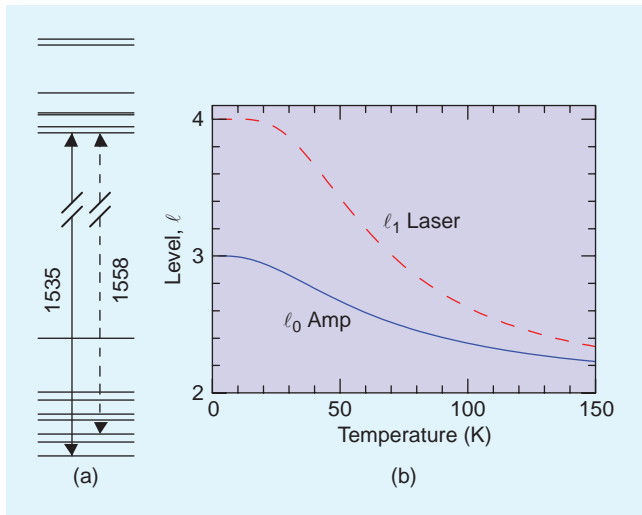 1535
1558
(a)
Level, ℓ
4
3
2
ℓ₁ Laser
ℓ₀ Amp
0
50
100
150
Temperature (K)
(b)